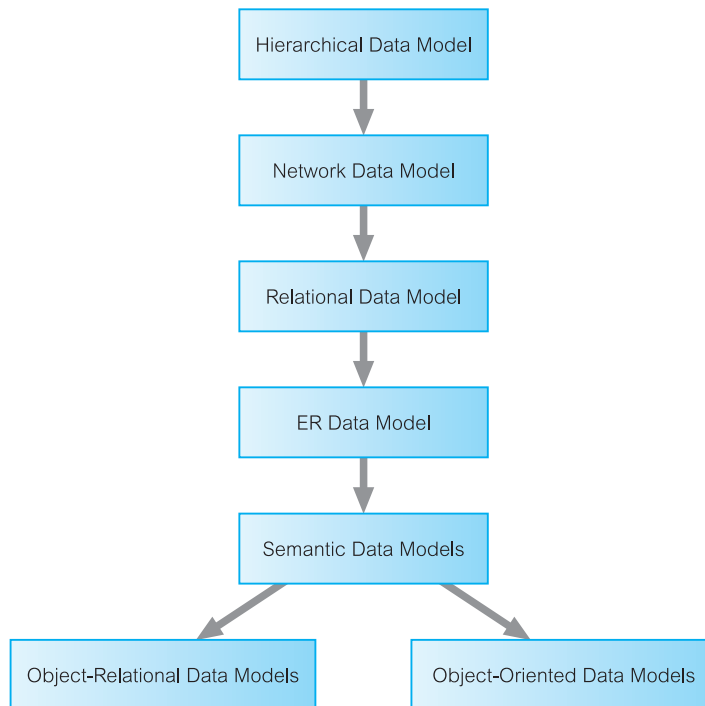 Hierarchical Data Model
Network Data Model
Relational Data Model
ER Data Model
Semantic Data Models
Object-Relational Data Models
Object-Oriented Data Models